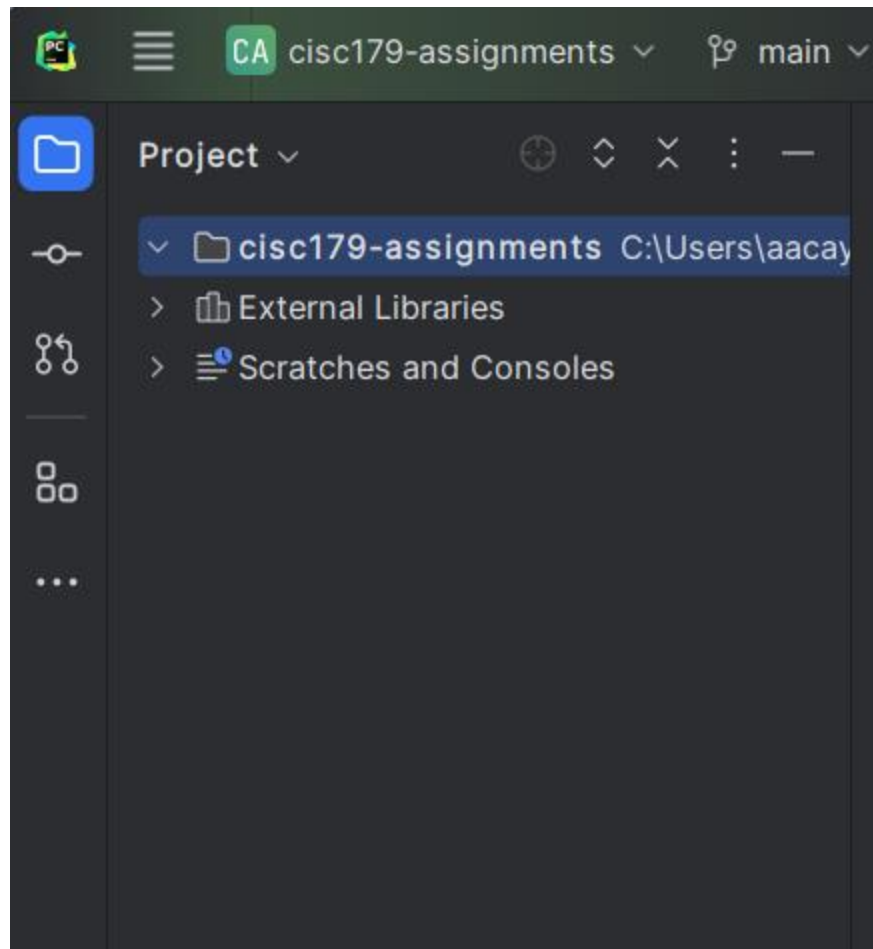 PC CA cisc179-assignments main
Project
cisc179-assignments C:\Users\aacay
External Libraries
Scratches and Consoles